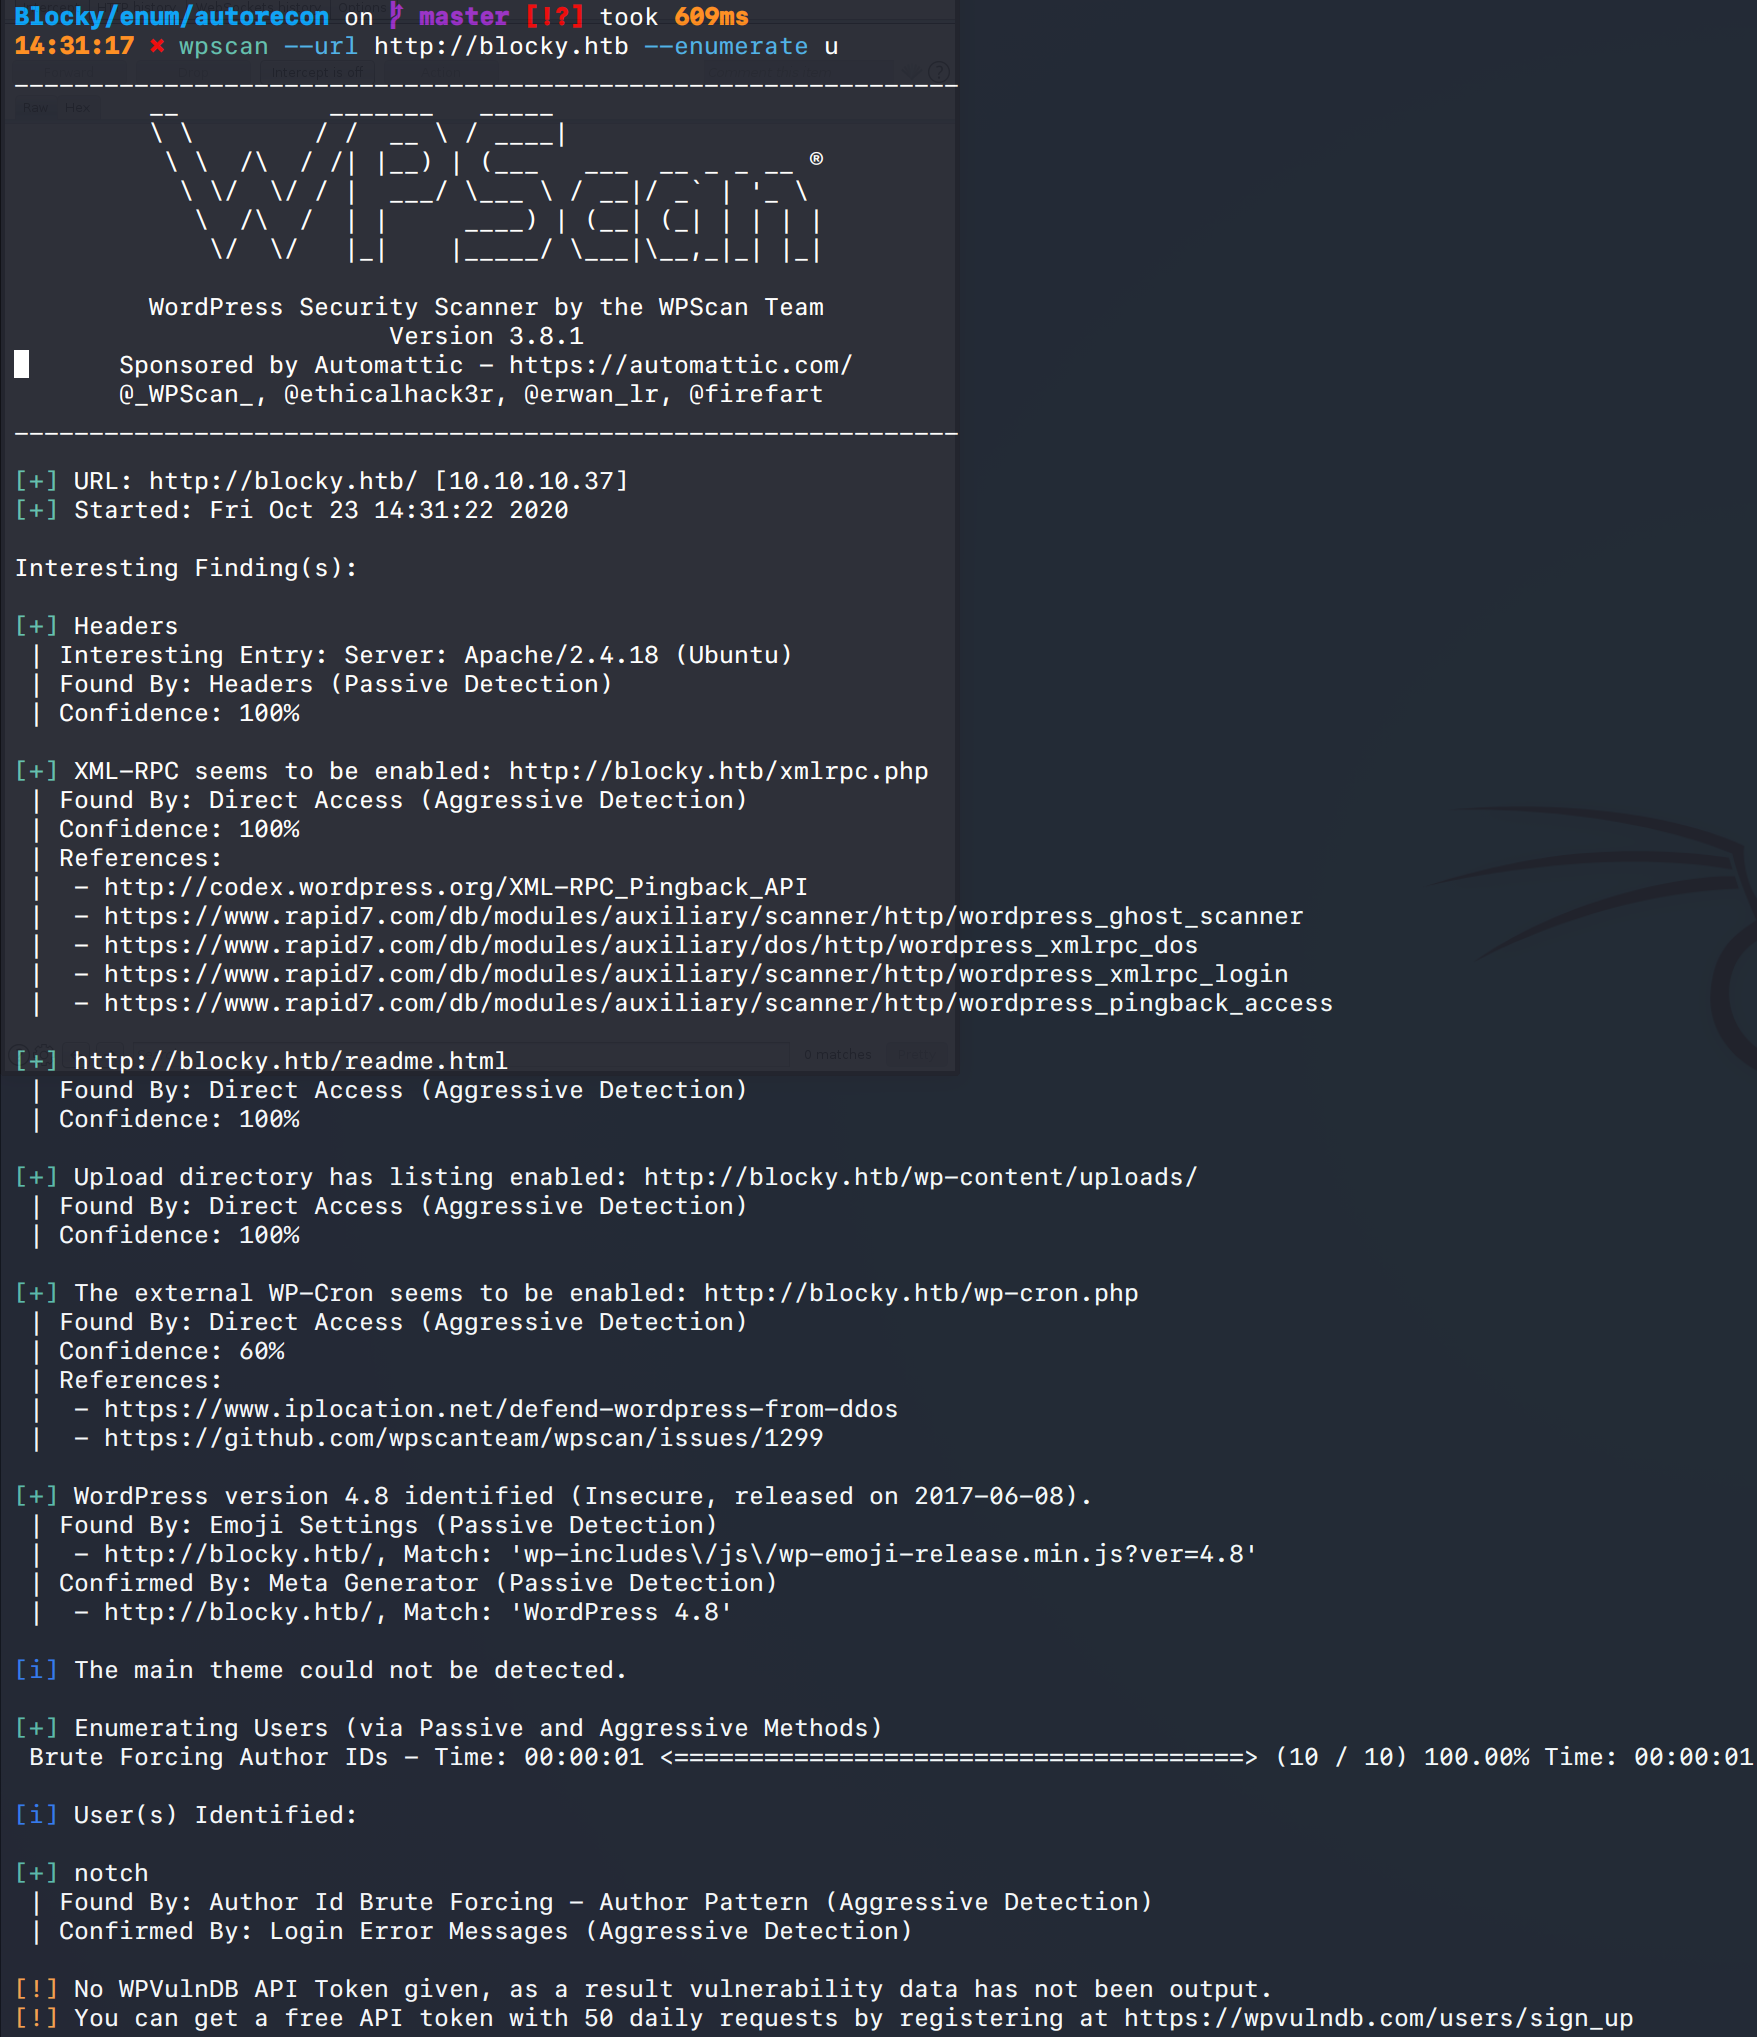 Blocky/enum/autorecon on master [!?] took 609ms
14:31:17 ✖ wpscan --url http://blocky.htb --enumerate u
Intercept is off
Raw Hex
_______________________________________________________________
         __          _______   _____
         \ \        / /  __ \ / ____|
          \ \  /\  / /| |__) | (___   ___  __ _ _ __ ®
           \ \/  \/ / |  ___/ \___ \ / __|/ _` | '_ \
            \  /\  /  | |     ____) | (__| (_| | | | |
             \/  \/   |_|    |_____/ \___|\__,_|_| |_|
WordPress Security Scanner by the WPScan Team
Version 3.8.1
Sponsored by Automattic - https://automattic.com/
@_WPScan_, @ethicalhack3r, @erwan_lr, @firefart
_______________________________________________________________
[+] URL: http://blocky.htb/ [10.10.10.37]
[+] Started: Fri Oct 23 14:31:22 2020
Interesting Finding(s):
[+] Headers
| Interesting Entry: Server: Apache/2.4.18 (Ubuntu)
| Found By: Headers (Passive Detection)
| Confidence: 100%
[+] XML-RPC seems to be enabled: http://blocky.htb/xmlrpc.php
| Found By: Direct Access (Aggressive Detection)
| Confidence: 100%
| References:
|  - http://codex.wordpress.org/XML-RPC_Pingback_API
|  - https://www.rapid7.com/db/modules/auxiliary/scanner/http/wordpress_ghost_scanner
|  - https://www.rapid7.com/db/modules/auxiliary/dos/http/wordpress_xmlrpc_dos
|  - https://www.rapid7.com/db/modules/auxiliary/scanner/http/wordpress_xmlrpc_login
|  - https://www.rapid7.com/db/modules/auxiliary/scanner/http/wordpress_pingback_access
[+] http://blocky.htb/readme.html
0 matches
| Found By: Direct Access (Aggressive Detection)
| Confidence: 100%
[+] Upload directory has listing enabled: http://blocky.htb/wp-content/uploads/
| Found By: Direct Access (Aggressive Detection)
| Confidence: 100%
[+] The external WP-Cron seems to be enabled: http://blocky.htb/wp-cron.php
| Found By: Direct Access (Aggressive Detection)
| Confidence: 60%
| References:
|  - https://www.iplocation.net/defend-wordpress-from-ddos
|  - https://github.com/wpscanteam/wpscan/issues/1299
[+] WordPress version 4.8 identified (Insecure, released on 2017-06-08).
| Found By: Emoji Settings (Passive Detection)
|  - http://blocky.htb/, Match: 'wp-includes\/js\/wp-emoji-release.min.js?ver=4.8'
| Confirmed By: Meta Generator (Passive Detection)
|  - http://blocky.htb/, Match: 'WordPress 4.8'
[i] The main theme could not be detected.
[+] Enumerating Users (via Passive and Aggressive Methods)
Brute Forcing Author IDs - Time: 00:00:01 <======================================> (10 / 10) 100.00% Time: 00:00:01
[i] User(s) Identified:
[+] notch
| Found By: Author Id Brute Forcing - Author Pattern (Aggressive Detection)
| Confirmed By: Login Error Messages (Aggressive Detection)
[!] No WPVulnDB API Token given, as a result vulnerability data has not been output.
[!] You can get a free API token with 50 daily requests by registering at https://wpvulndb.com/users/sign_up